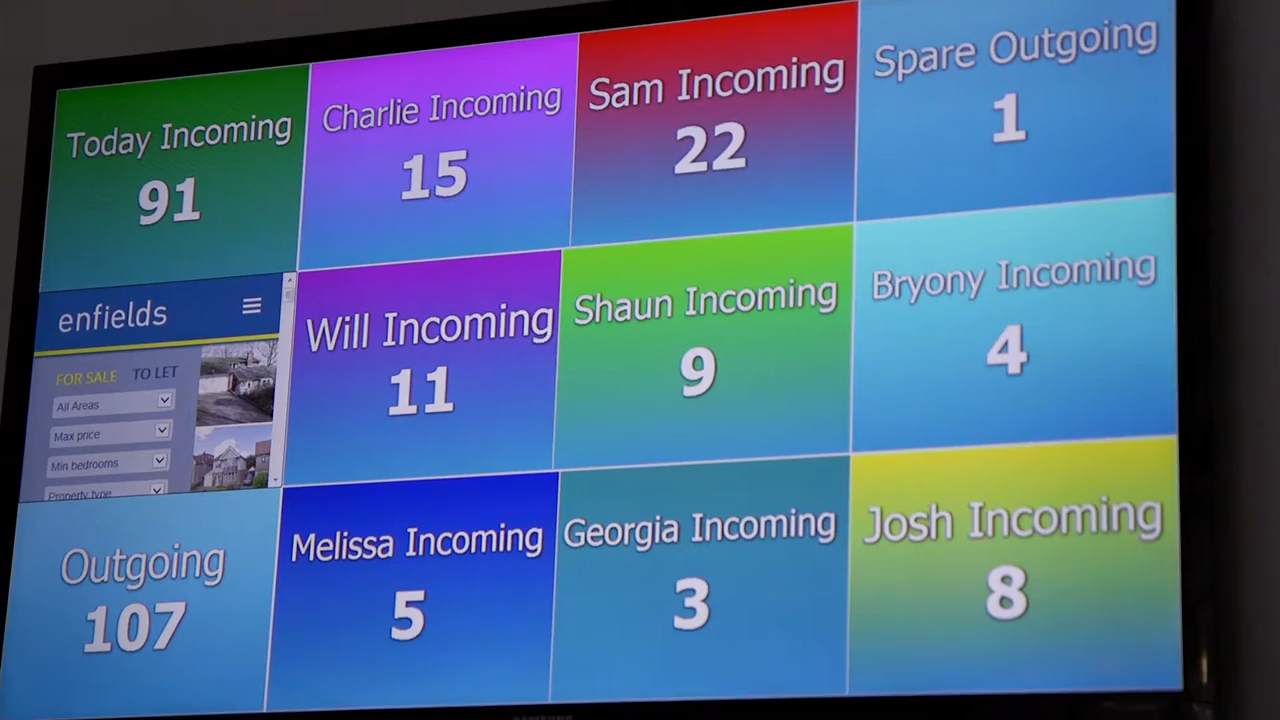 Today Incoming
91
Charlie Incoming
15
Sam Incoming
22
Spare Outgoing
1
enfields
FOR SALE TO LET
All Areas
Max price
Min bedrooms
Property type
Will Incoming
11
Shaun Incoming
9
Bryony Incoming
4
Outgoing
107
Melissa Incoming
5
Georgia Incoming
3
Josh Incoming
8